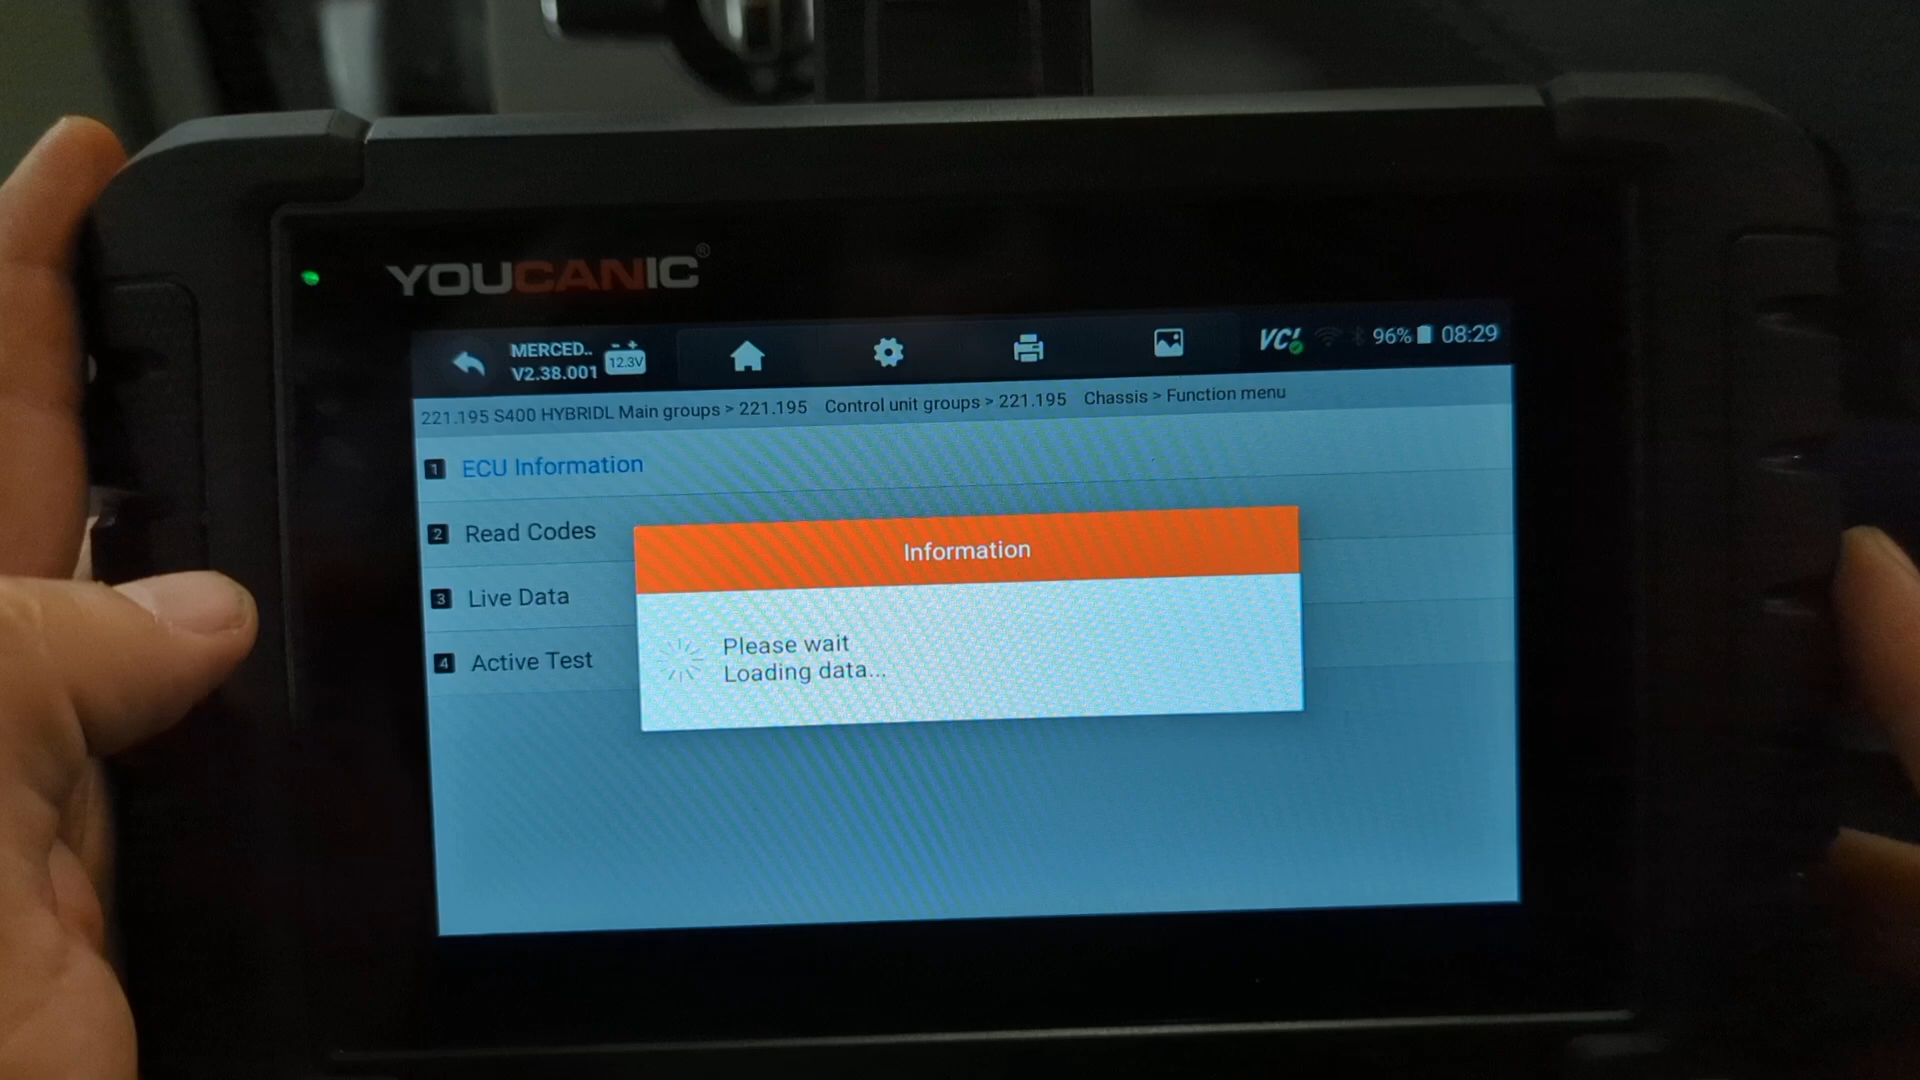 YOUCANIC®
MERCED..
V2.38.001
12.3V
VCI
96%
08:29
221.195 S400 HYBRIDL Main groups > 221.195 Control unit groups > 221.195 Chassis > Function menu
1 ECU Information
2 Read Codes
3 Live Data
4 Active Test
Information
Please wait
Loading data...